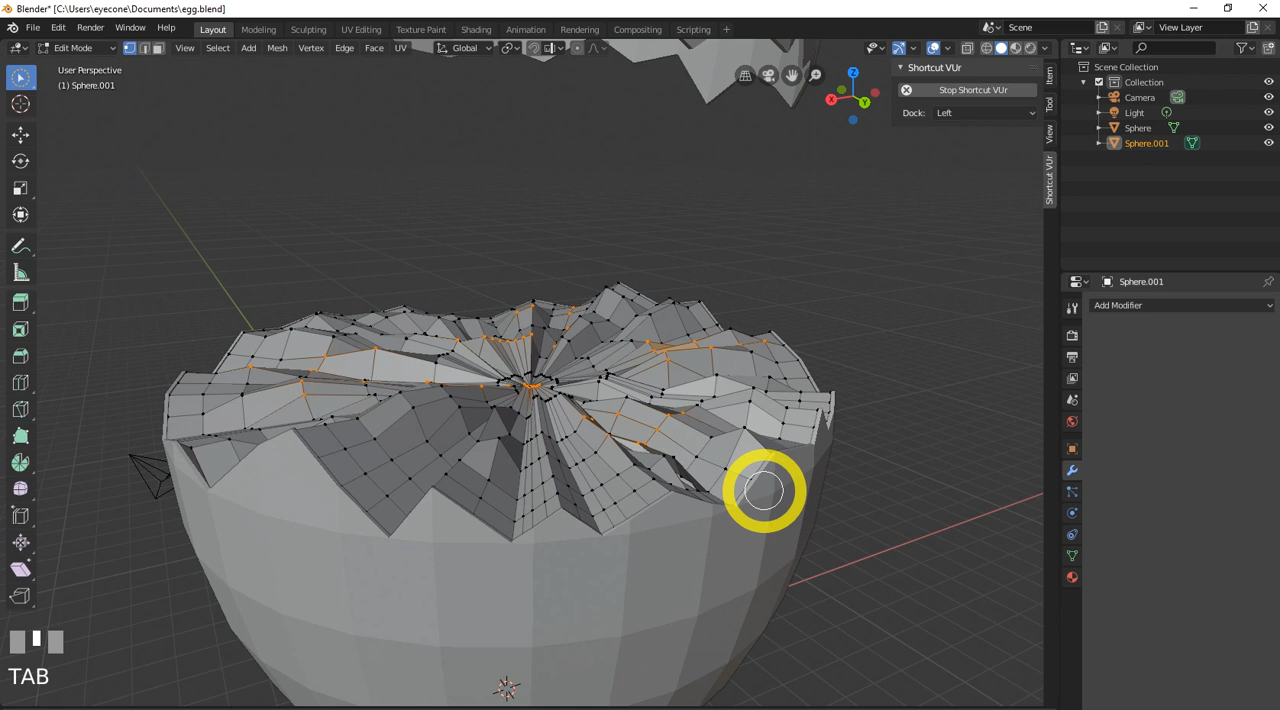 Blender* [C:\Users\eyecone\Documents\egg.blend]
File Edit Render Window Help Layout Modeling Sculpting UV Editing Texture Paint Shading Animation Rendering Compositing Scripting + Scene View Layer
Edit Mode View Select Add Mesh Vertex Edge Face UV Global
User Perspective
(1) Sphere.001
Shortcut VUr
Stop Shortcut VUr
Dock: Left
Item
Tool
View
Shortcut VUr
X
Y
Z
Scene Collection
Collection
Camera
Light
Sphere
Sphere.001
Sphere.001
Add Modifier
TAB